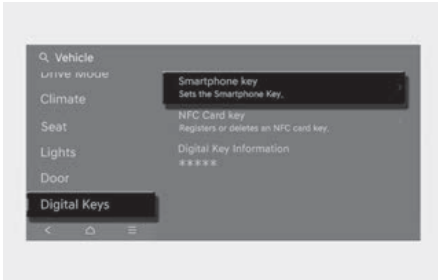 Vehicle
Drive Mode
Climate
Seat
Lights
Door
Digital Keys
Smartphone key
Sets the Smartphone Key.
NFC Card key
Registers or deletes an NFC card key.
Digital Key Information
*****